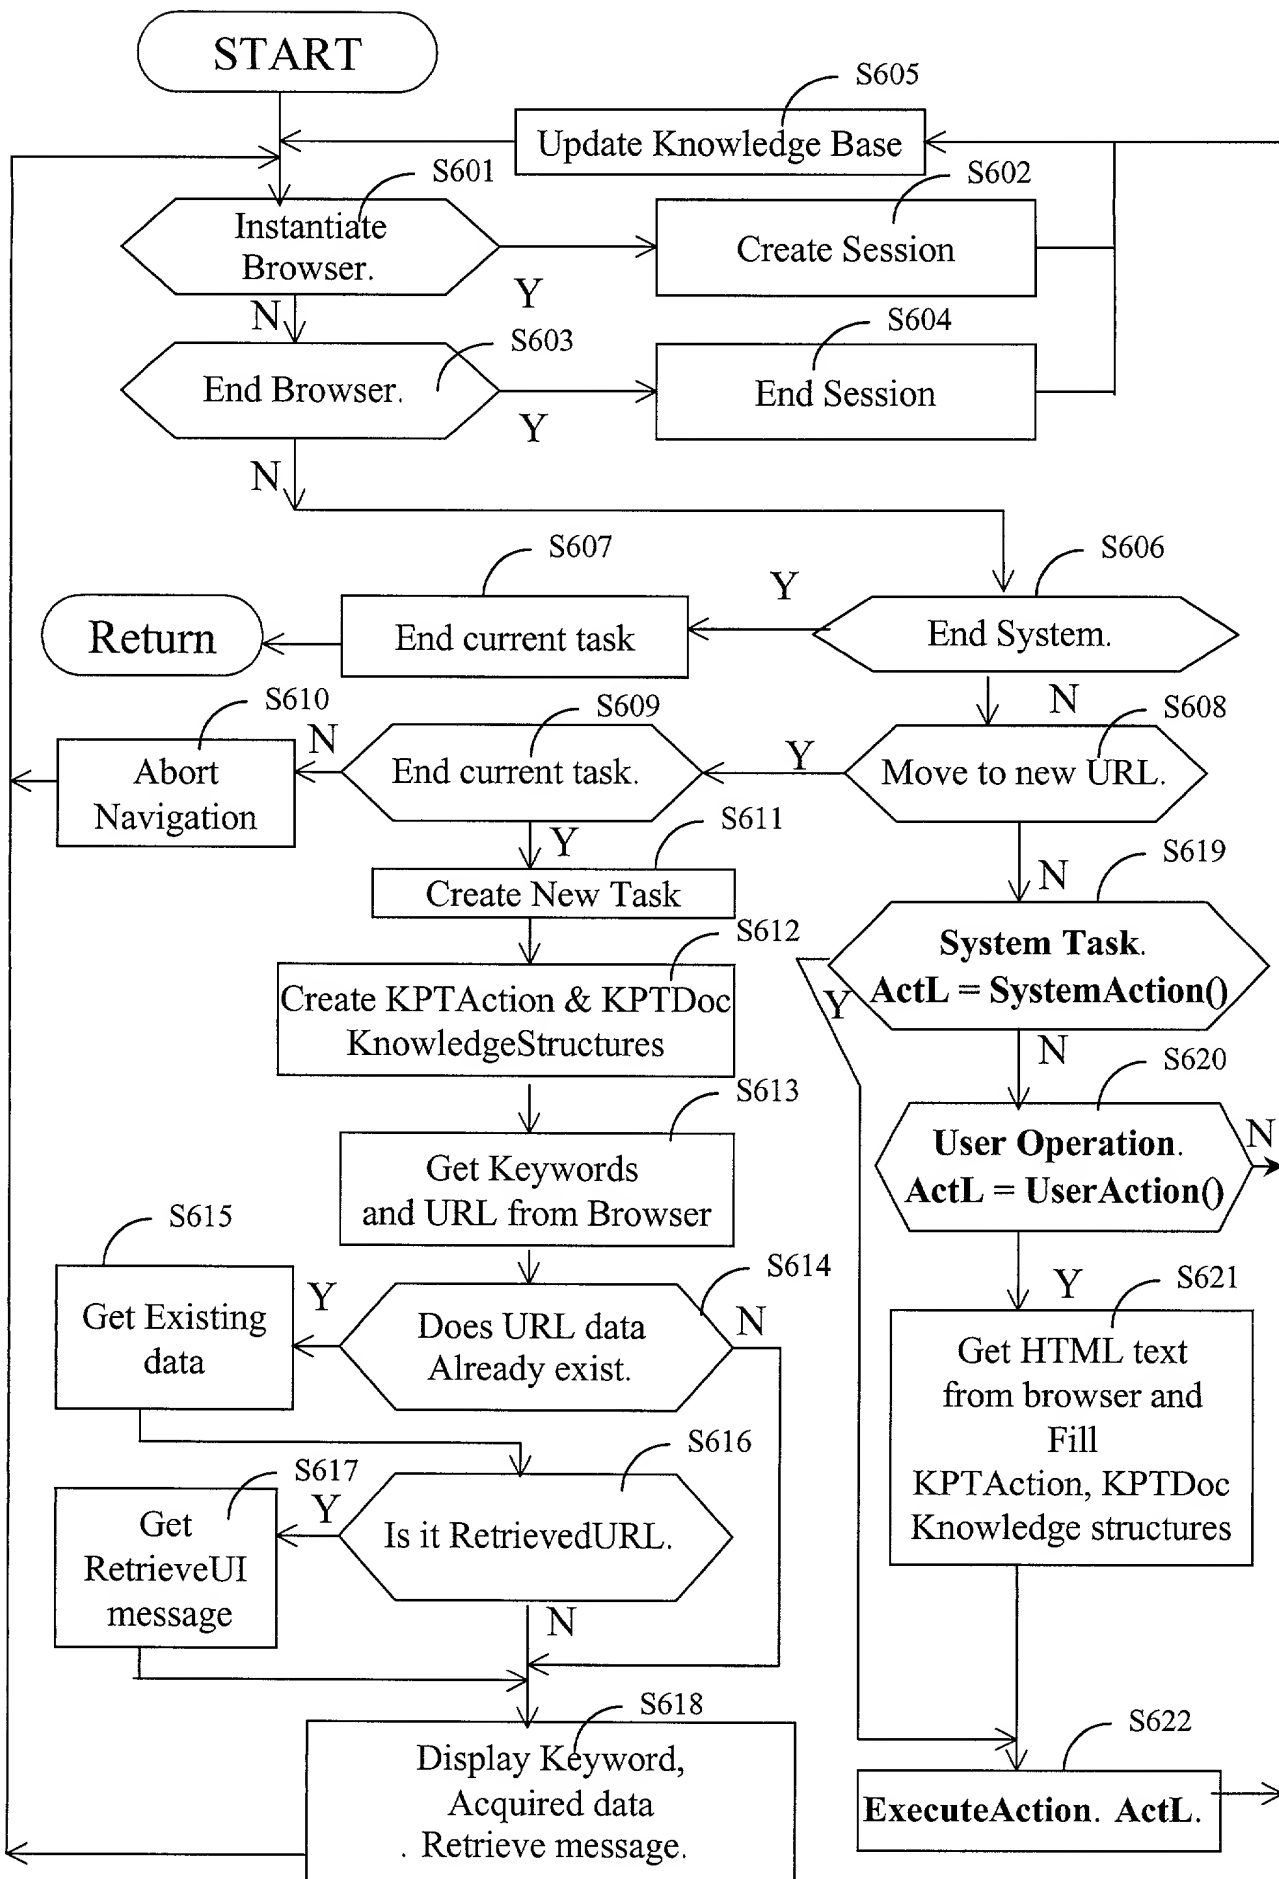 START
S605
Update Knowledge Base
S601
S602
Instantiate
Browser.
Create Session
Y
N
S603
S604
End Browser.
End Session
Y
N
S607
S606
Y
Return
End current task
End System.
S610
S609
N
S608
N
Y
Abort
Navigation
End current task.
Move to new URL.
S611
Y
S619
N
Create New Task
S612
System Task.
ActL = SystemAction()
Y
Create KPTAction & KPTDoc
KnowledgeStructures
N
S620
S613
User Operation.
ActL = UserAction()
N
Get Keywords
and URL from Browser
S615
S614
S621
Y
Y
N
Get Existing
data
Does URL data
Already exist.
Get HTML text
from browser and
Fill
KPTAction, KPTDoc
Knowledge structures
S616
S617
Y
Get
RetrieveUI
message
Is it RetrievedURL.
N
S618
S622
Display Keyword,
Acquired data
. Retrieve message.
ExecuteAction. ActL.